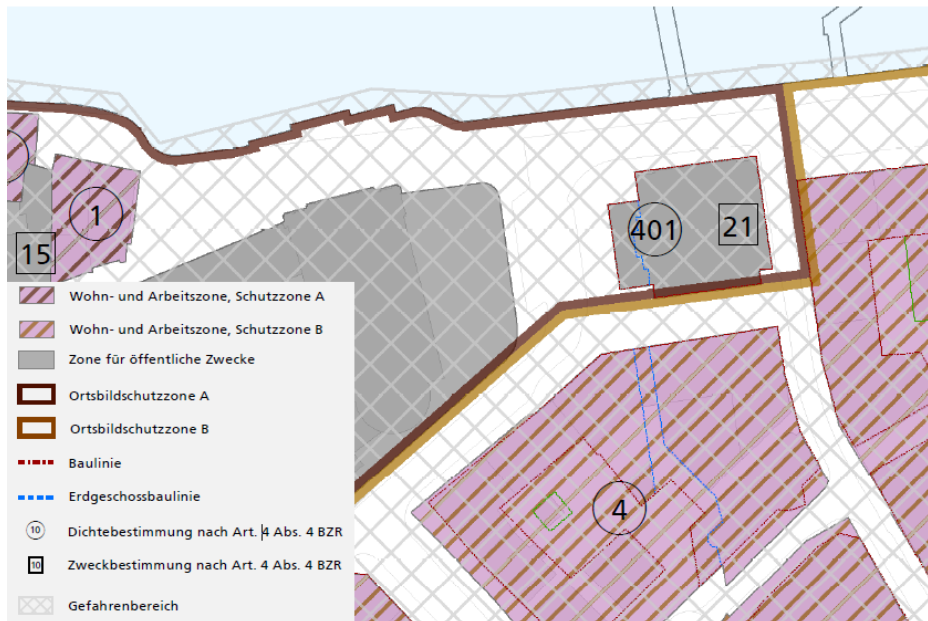 401
21
1
15
4
Wohn- und Arbeitszone, Schutzzone A
Wohn- und Arbeitszone, Schutzzone B
Zone für öffentliche Zwecke
Ortsbildschutzzone A
Ortsbildschutzzone B
Baulinie
Erdgeschossbaulinie
10 Dichtebestimmung nach Art. 4 Abs. 4 BZR
10 Zweckbestimmung nach Art. 4 Abs. 4 BZR
Gefahrenbereich